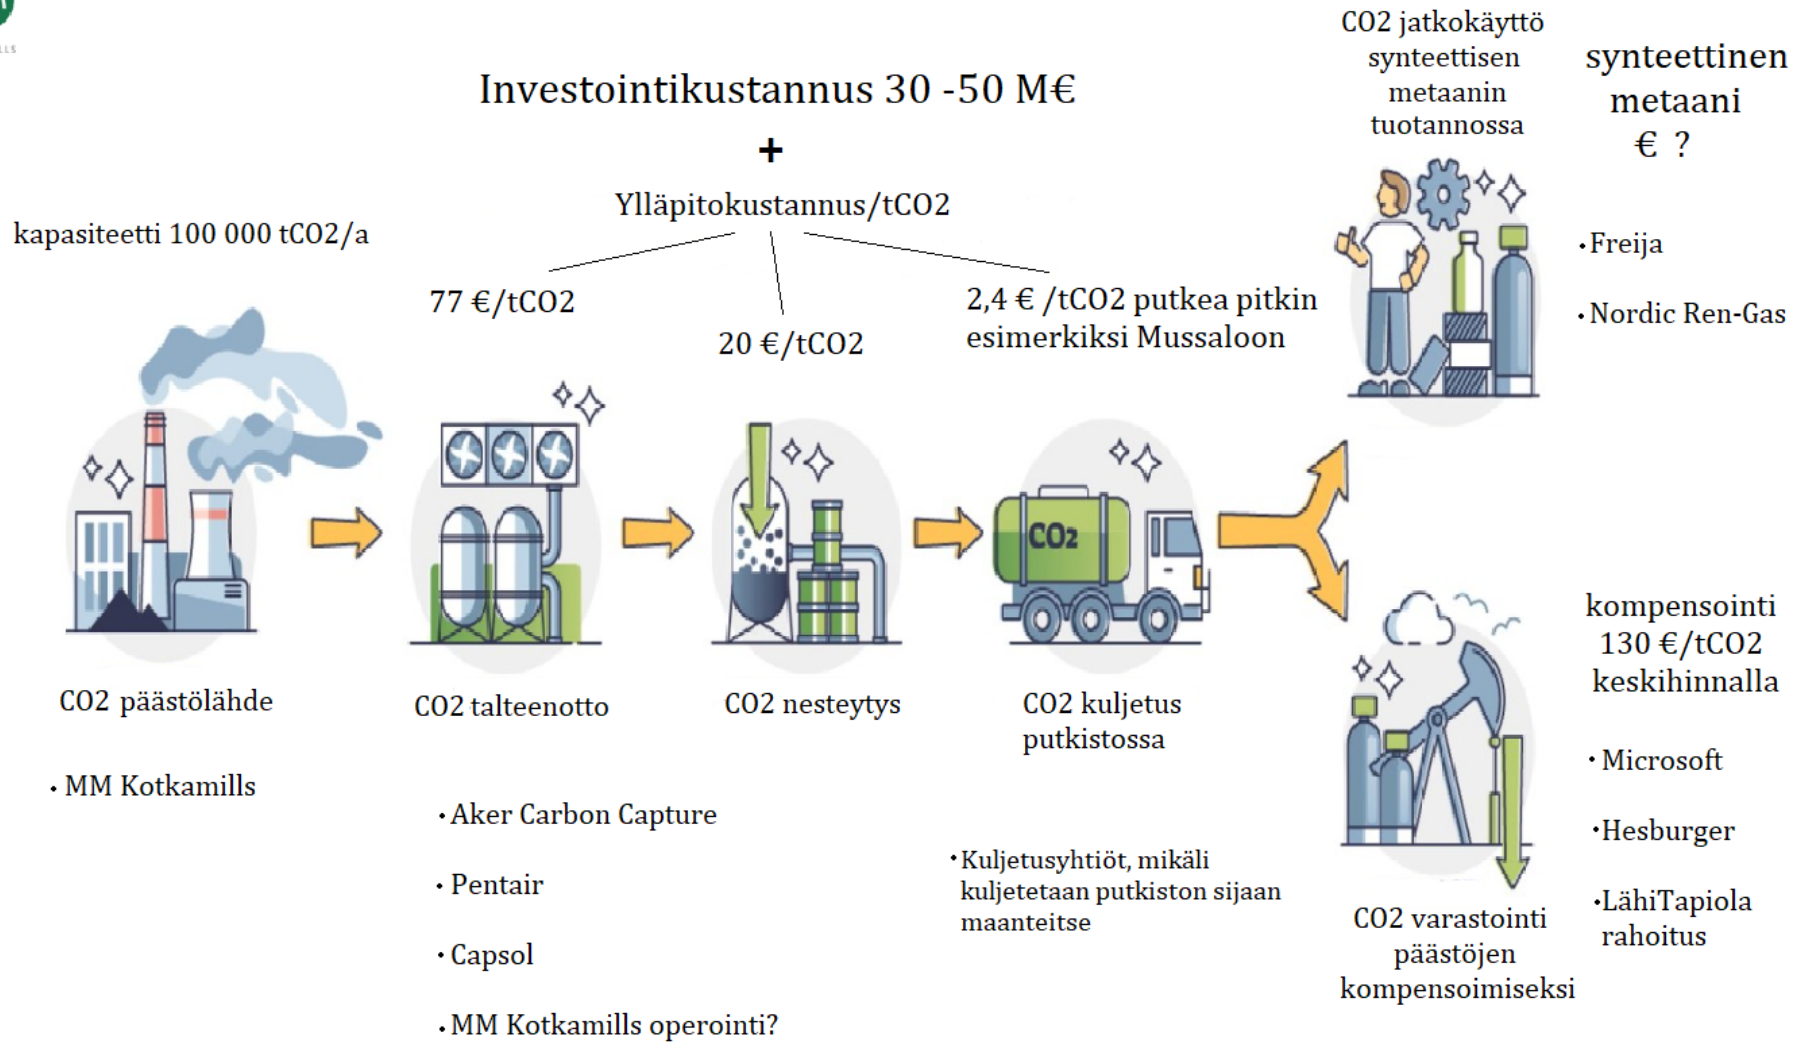 LLS
Investointikustannus 30 -50 M€
+
Ylläpitokustannus/tCO2
kapasiteetti 100 000 tCO2/a
77 €/tCO2
20 €/tCO2
2,4 € /tCO2 putkea pitkin
esimerkiksi Mussaloon
CO2 jatkokäyttö
synteettisen
metaanin
tuotannossa
synteettinen
metaani
€ ?
· Freija
· Nordic Ren-Gas
CO2
CO2 päästölähde
· MM Kotkamills
CO2 talteenotto
· Aker Carbon Capture
· Pentair
· Capsol
· MM Kotkamills operointi?
CO2 nesteytys
CO2 kuljetus
putkistossa
· Kuljetusyhtiöt, mikäli
kuljetetaan putkiston sijaan
maanteitse
kompensointi
130 €/tCO2
keskihinnalla
· Microsoft
· Hesburger
· LähiTapiola
rahoitus
CO2 varastointi
päästöjen
kompensoimiseksi